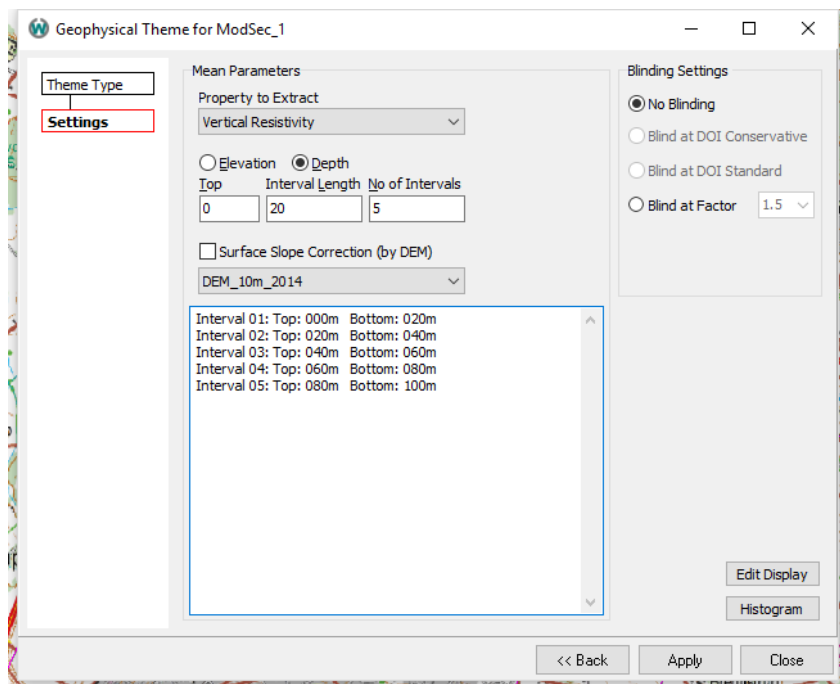 Geophysical Theme for ModSec_1
Theme Type
Settings
Mean Parameters
Property to Extract
Vertical Resistivity
Elevation Depth
Top Interval Length No of Intervals
0 20 5
Surface Slope Correction (by DEM)
DEM_10m_2014
Interval 01: Top: 000m Bottom: 020m
Interval 02: Top: 020m Bottom: 040m
Interval 03: Top: 040m Bottom: 060m
Interval 04: Top: 060m Bottom: 080m
Interval 05: Top: 080m Bottom: 100m
Blinding Settings
No Blinding
Blind at DOI Conservative
Blind at DOI Standard
Blind at Factor 1.5
Edit Display
Histogram
<< Back Apply Close